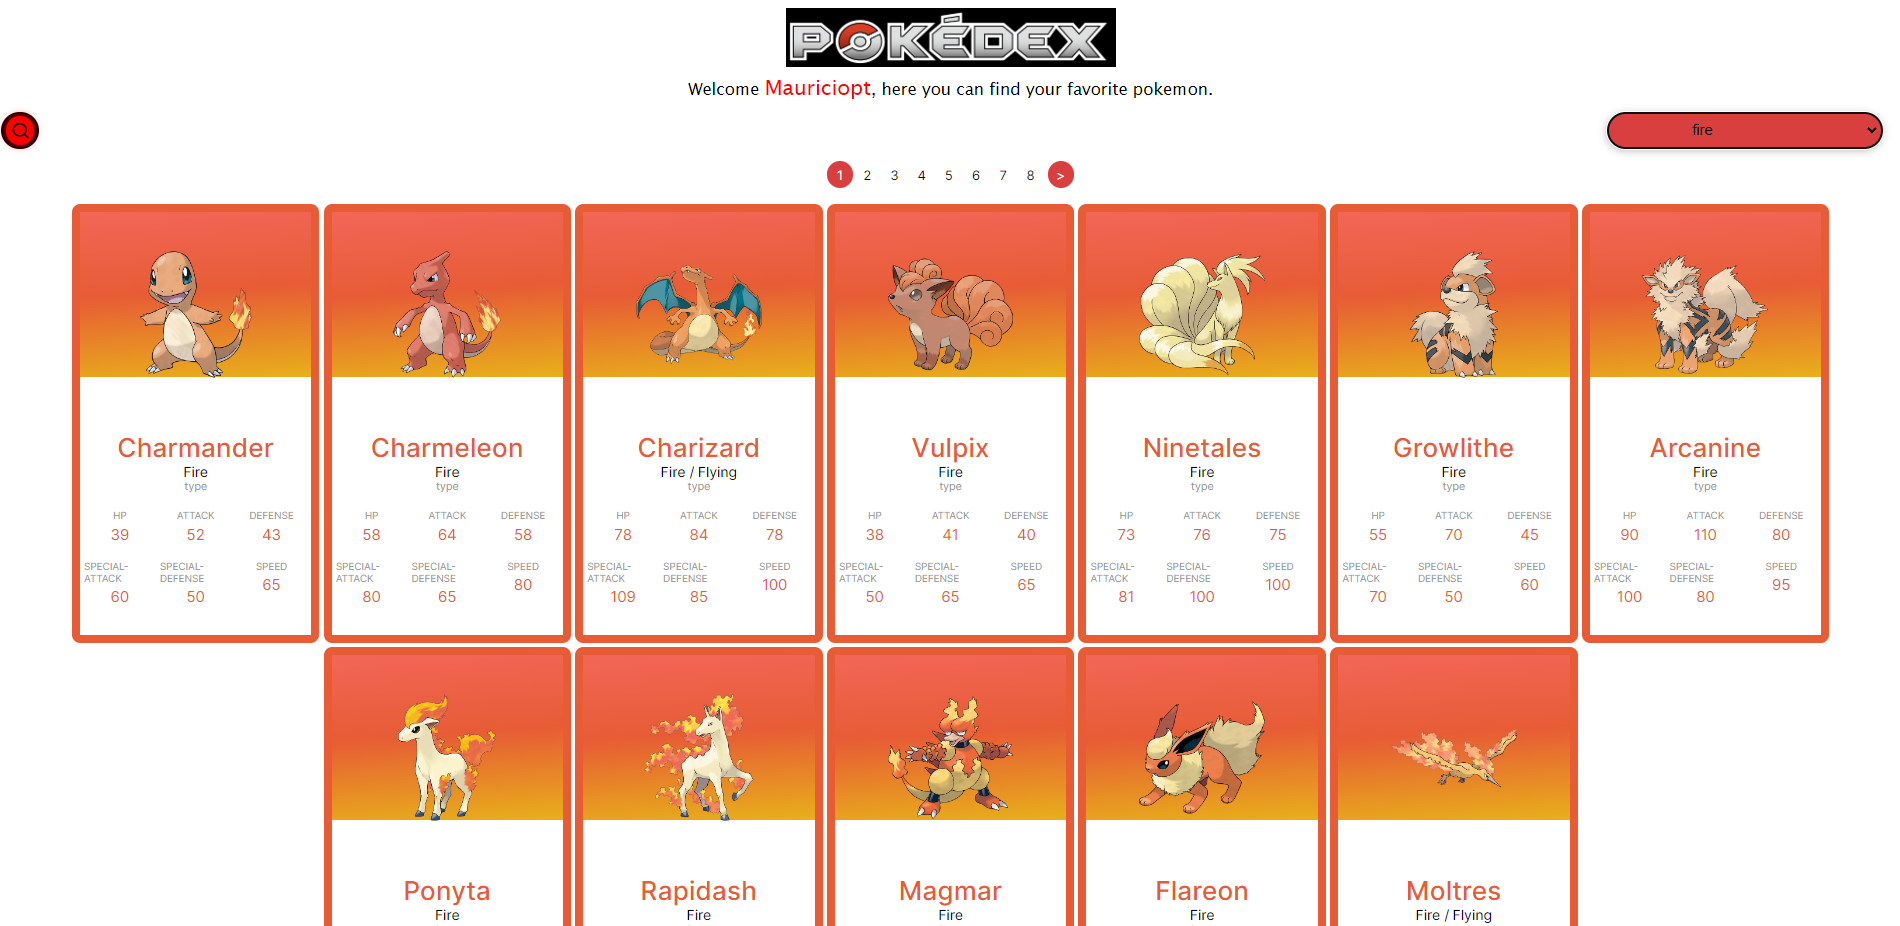 POKÉDEX
Welcome Mauriciopt, here you can find your favorite pokemon.
fire
1 2 3 4 5 6 7 8 >
Charmander Charmeleon Charizard Vulpix Ninetales Growlithe Arcanine
Fire Fire Fire / Flying Fire Fire Fire Fire
type type type type type type type
HP ATTACK DEFENSE HP ATTACK DEFENSE HP ATTACK DEFENSE HP ATTACK DEFENSE HP ATTACK DEFENSE HP ATTACK DEFENSE HP ATTACK DEFENSE
39 52 43 58 64 58 78 84 78 38 41 40 73 76 75 55 70 45 90 110 80
SPECIAL- SPECIAL- SPEED SPECIAL- SPECIAL- SPEED SPECIAL- SPECIAL- SPEED SPECIAL- SPECIAL- SPEED SPECIAL- SPECIAL- SPEED SPECIAL- SPECIAL- SPEED SPECIAL- SPECIAL- SPEED
ATTACK DEFENSE 65 ATTACK DEFENSE 80 ATTACK DEFENSE 100 ATTACK DEFENSE 65 ATTACK DEFENSE 100 ATTACK DEFENSE 60 ATTACK DEFENSE 95
60 50 80 65 109 85 50 65 81 100 70 50 100 80
Ponyta Rapidash Magmar Flareon Moltres
Fire Fire Fire Fire Fire / Flying